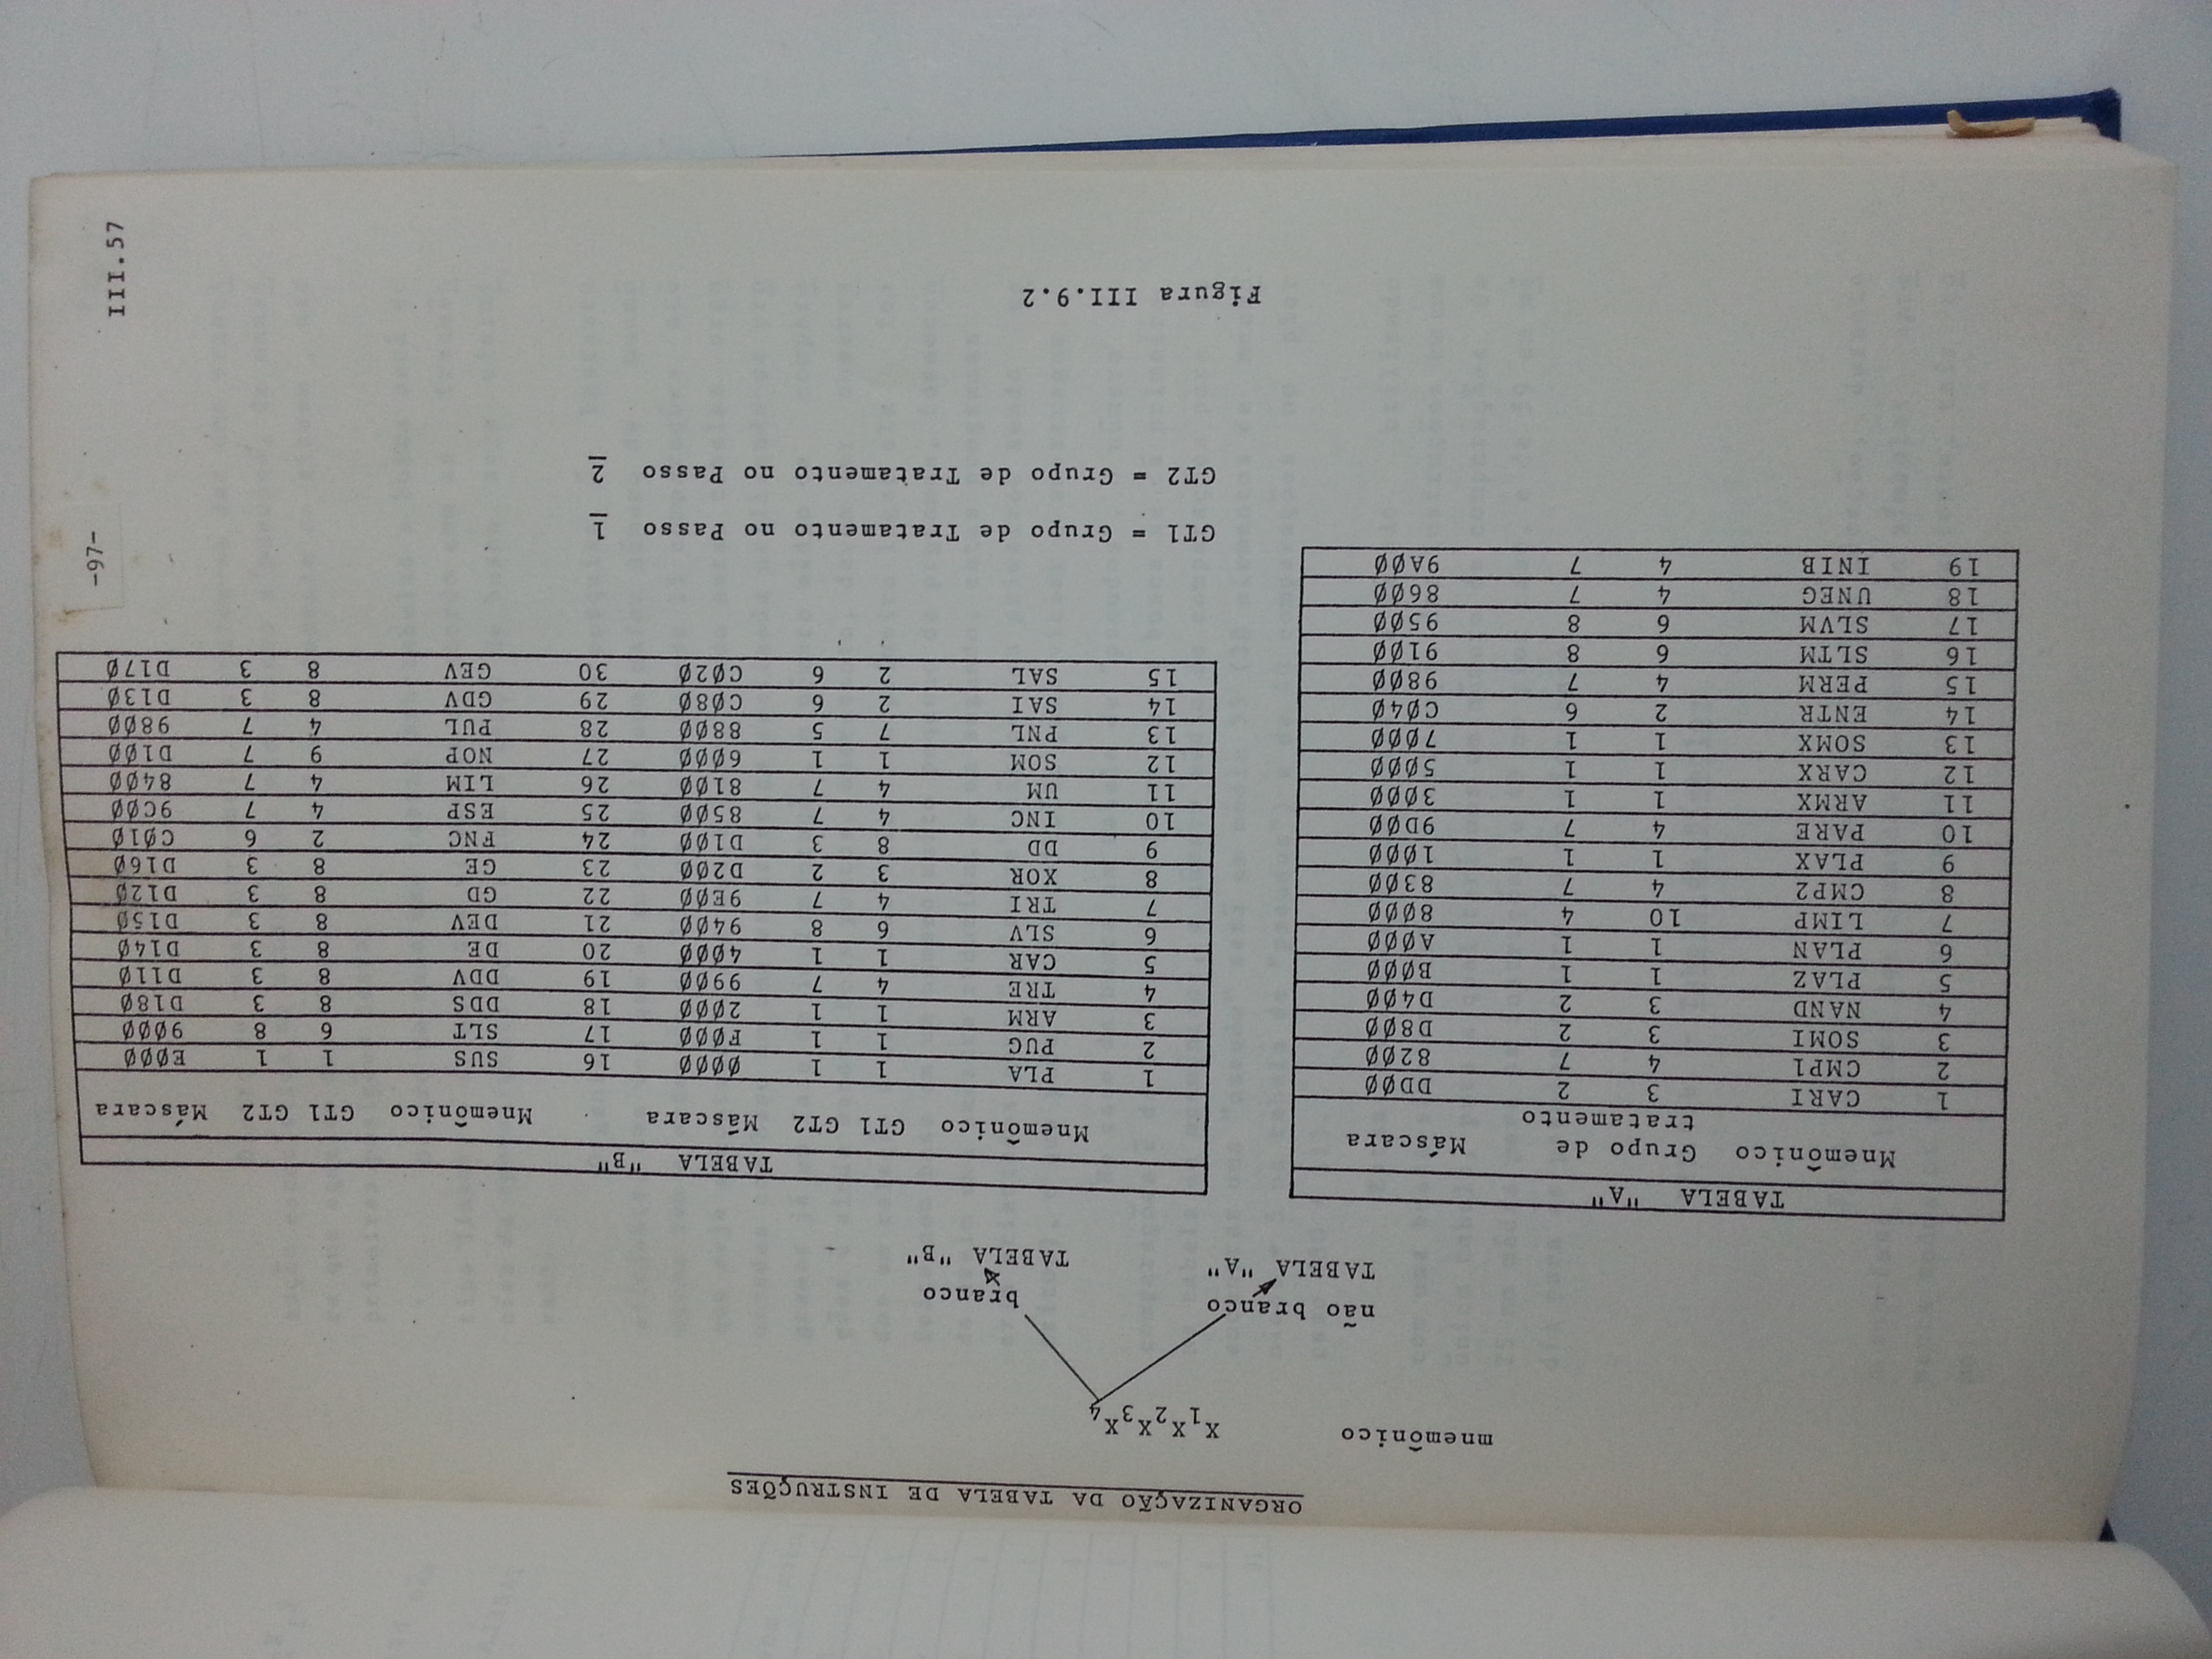 ORGANIZAÇÃO DA TABELA DE INSTRUÇÕES
mnemônico X1X2X3X4
não branco branco
TABELA "A" TABELA "B"
TABELA "A"
Mnemônico Grupo de tratamento Máscara
1 CARI 3 2 DD00
2 CMP1 4 7 82ØØ
3 SOMI 3 2 D8ØØ
4 NAND 3 2 D4ØØ
5 PLAZ 1 1 BØØØ
6 PLAN 1 1 AØØØ
7 LIMP 10 4 8ØØØ
8 CMP2 4 7 83ØØ
9 PLAX 1 1 1ØØØ
10 PARE 4 7 9DØØ
11 ARMX 1 1 3ØØØ
12 CARX 1 1 5ØØØ
13 SOMX 1 1 7ØØØ
14 ENTR 2 6 CØ4Ø
15 PERM 4 7 98ØØ
16 SLTM 6 8 91ØØ
17 SLVM 6 8 95ØØ
18 UNEG 4 7 86ØØ
19 INIB 4 7 9AØØ
TABELA "B"
Mnemônico GT1 GT2 Máscara Mnemônico GT1 GT2 Máscara
1 PLA 1 1 ØØØØ 16 SUS 1 1 EØØØ
2 PUG 1 1 FØØØ 17 SLT 6 8 9ØØØ
3 ARM 1 1 2ØØØ 18 DDS 8 3 D18Ø
4 TRE 4 7 99ØØ 19 DDV 8 3 D11Ø
5 CAR 1 1 4ØØØ 20 DE 8 3 D14Ø
6 SLV 6 8 94ØØ 21 DEV 8 3 D15Ø
7 TRI 4 7 9EØØ 22 GD 8 3 D12Ø
8 XOR 3 2 D2ØØ 23 GE 8 3 D16Ø
9 DD 8 3 D1ØØ 24 FNC 2 6 CØ1Ø
10 INC 4 7 85ØØ 25 ESP 4 7 9CØØ
11 UM 4 7 81ØØ 26 LIM 4 7 84ØØ
12 SOM 1 1 6ØØØ 27 NOP 9 7 D1ØØ
13 PNL 7 5 88ØØ 28 PUL 4 7 98ØØ
14 SAI 2 6 CØ8Ø 29 GDV 8 3 D13Ø
15 SAL 2 6 CØ2Ø 30 GEV 8 3 D17Ø
GT1 = Grupo de Tratamento no Passo 1
GT2 = Grupo de Tratamento no Passo 2
Figura III.9.2
-97-
III.57